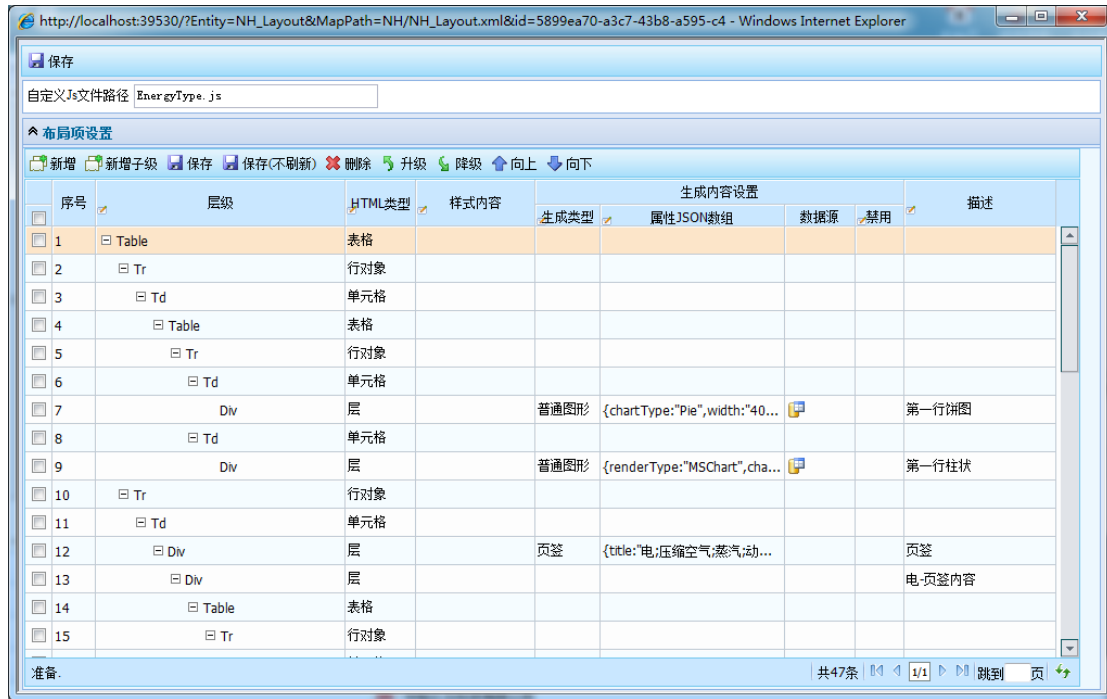 http://localhost:39530/?Entity=NH_Layout&MapPath=NH/NH_Layout.xml&id=5899ea70-a3c7-43b8-a595-c4 - Windows Internet Explorer
保存
自定义Js文件路径 EnergyType.js
布局项设置
新增 新增子级 保存 保存(不刷新) 删除 升级 降级 向上 向下
序号 层级 HTML类型 样式内容 生成内容设置 描述
生成类型 属性JSON数组 数据源 禁用
1 Table 表格
2 Tr 行对象
3 Td 单元格
4 Table 表格
5 Tr 行对象
6 Td 单元格
7 Div 层 普通图形 {chartType:"Pie",width:"40... 第一行饼图
8 Td 单元格
9 Div 层 普通图形 {renderType:"MSChart",cha... 第一行柱状
10 Tr 行对象
11 Td 单元格
12 Div 层 页签 {title:"电;压缩空气;蒸汽;动... 页签
13 Div 层 电-页签内容
14 Table 表格
15 Tr 行对象
准备. 共47条 1/1 跳到 页